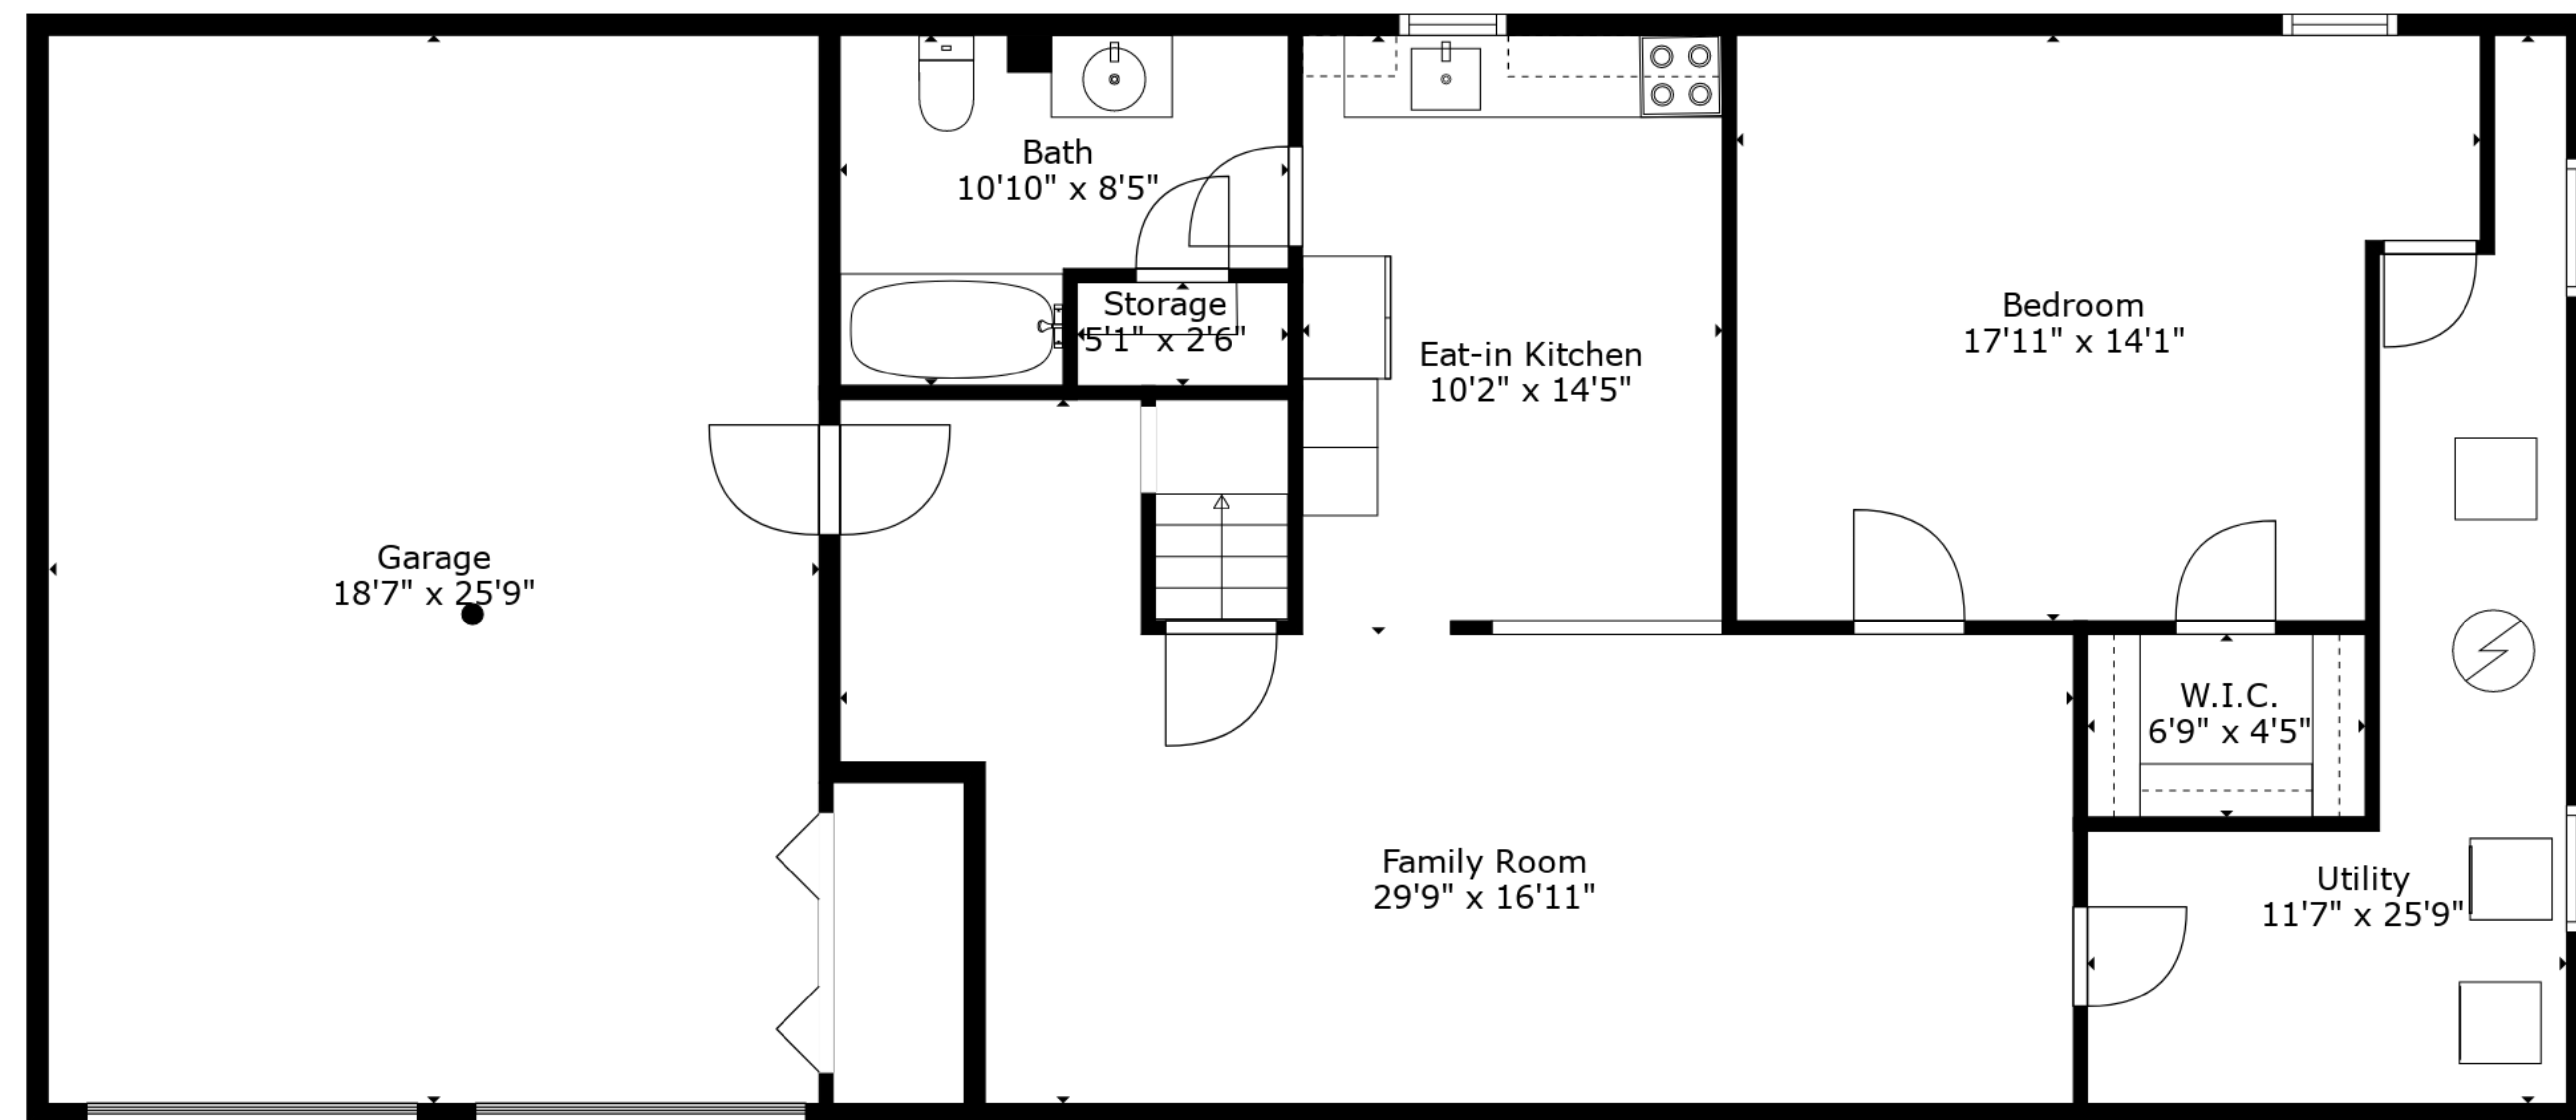 Bath
10'10" x 8'5"
Storage
5'1" x 2'6"
Eat-in Kitchen
10'2" x 14'5"
Bedroom
17'11" x 14'1"
Garage
18'7" x 25'9"
W.I.C.
6'9" x 4'5"
Family Room
29'9" x 16'11"
Utility
11'7" x 25'9"